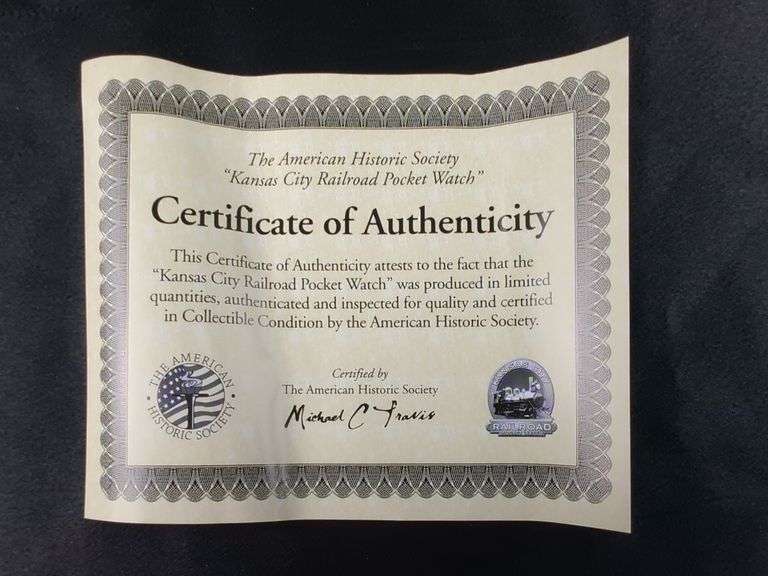 The American Historic Society
“Kansas City Railroad Pocket Watch”
Certificate of Authenticity
This Certificate of Authenticity attests to the fact that the
“Kansas City Railroad Pocket Watch” was produced in limited
quantities, authenticated and inspected for quality and certified
in Collectible Condition by the American Historic Society.
THE AMERICAN
HISTORIC SOCIETY
Certified by
The American Historic Society
Michael C Travis
KANSAS CITY
RAILROAD